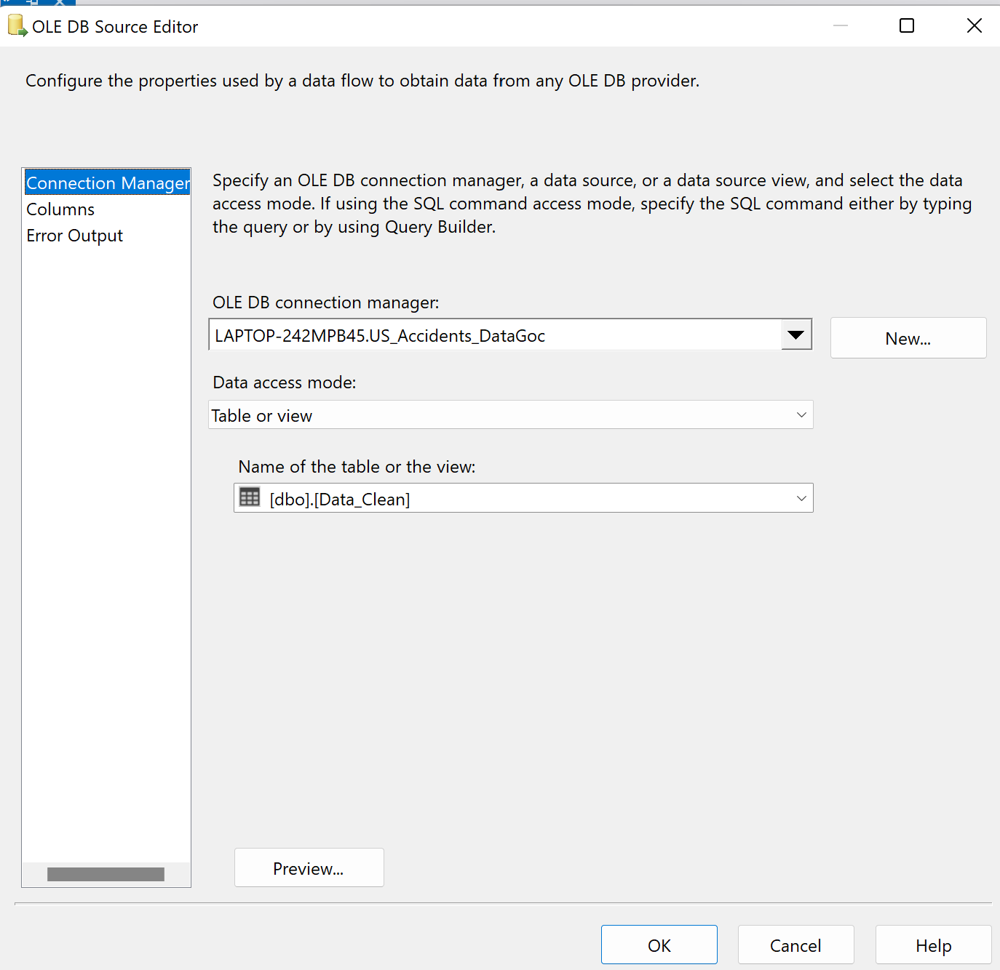 OLE DB Source Editor
Configure the properties used by a data flow to obtain data from any OLE DB provider.
Connection Manager
Columns
Error Output
Specify an OLE DB connection manager, a data source, or a data source view, and select the data
access mode. If using the SQL command access mode, specify the SQL command either by typing
the query or by using Query Builder.
OLE DB connection manager:
LAPTOP-242MPB45.US_Accidents_DataGoc
New...
Data access mode:
Table or view
Name of the table or the view:
[dbo].[Data_Clean]
Preview...
OK
Cancel
Help